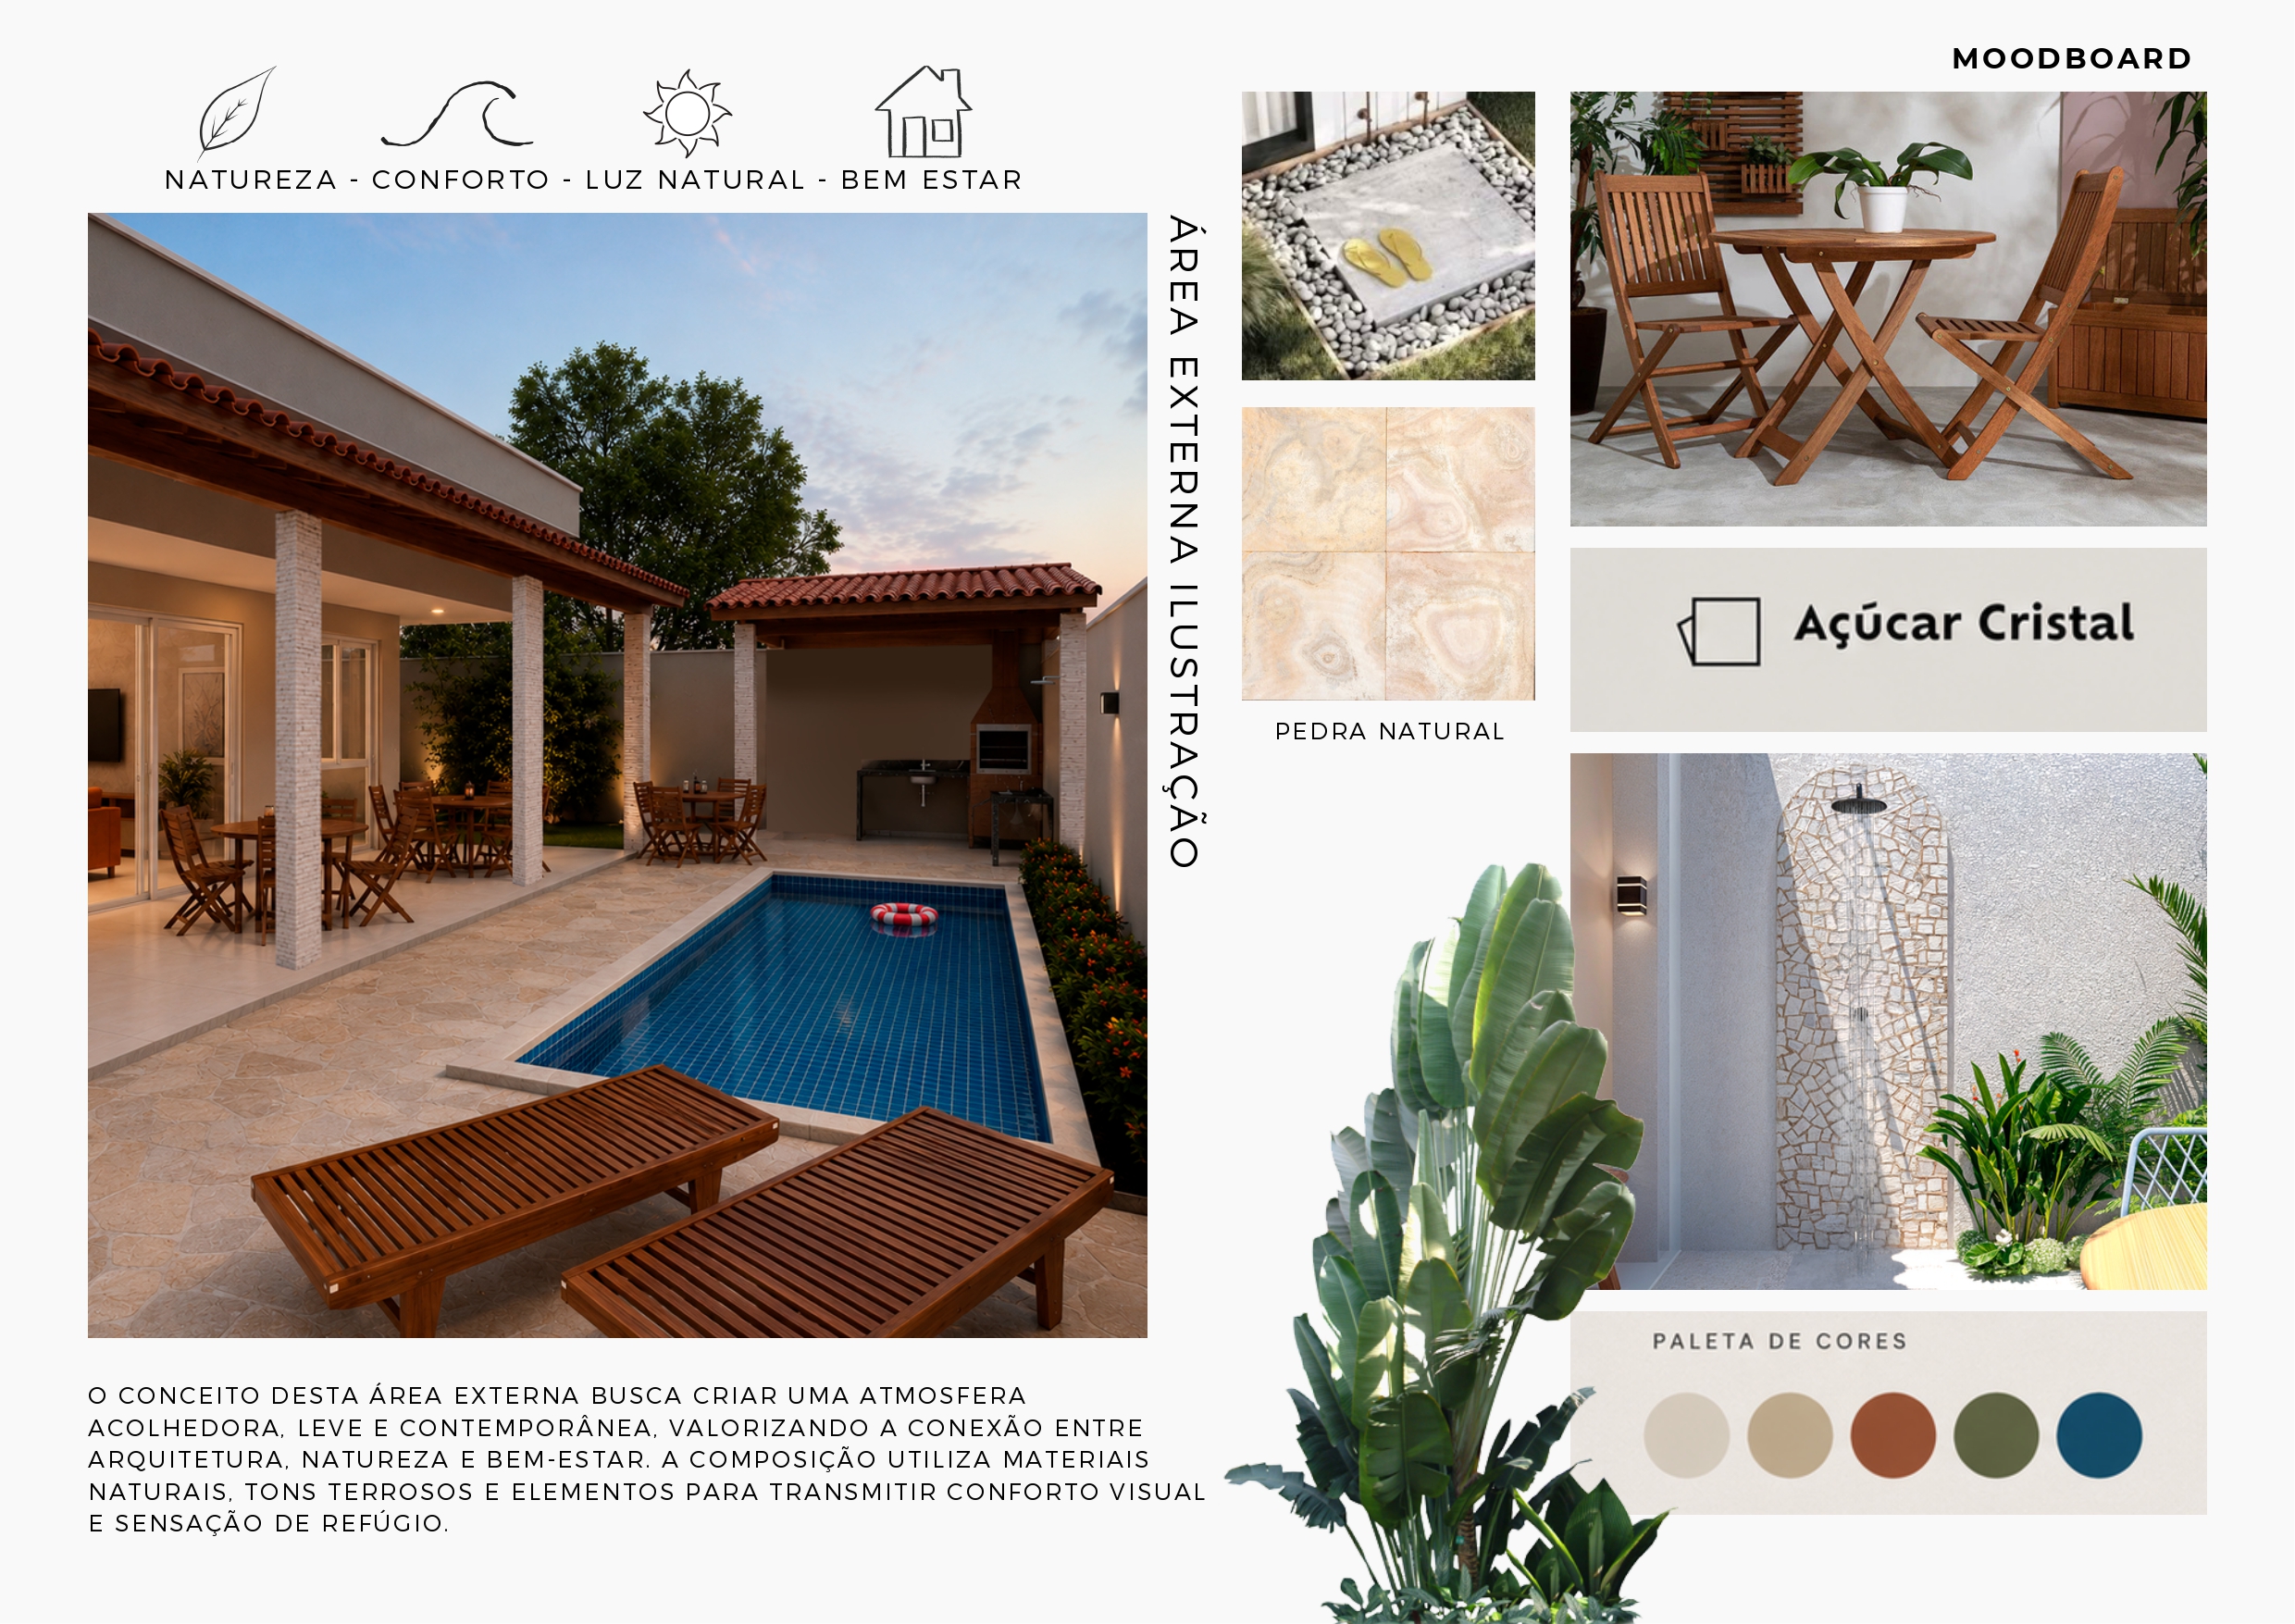 MOODBOARD
NATUREZA - CONFORTO - LUZ NATURAL - BEM ESTAR
ÁREA EXTERNA ILUSTRAÇÃO
PEDRA NATURAL
Açúcar Cristal
PALETA DE CORES
O CONCEITO DESTA ÁREA EXTERNA BUSCA CRIAR UMA ATMOSFERA
ACOLHEDORA, LEVE E CONTEMPORÂNEA, VALORIZANDO A CONEXÃO ENTRE
ARQUITETURA, NATUREZA E BEM-ESTAR. A COMPOSIÇÃO UTILIZA MATERIAIS
NATURAIS, TONS TERROSOS E ELEMENTOS PARA TRANSMITIR CONFORTO VISUAL
E SENSAÇÃO DE REFÚGIO.